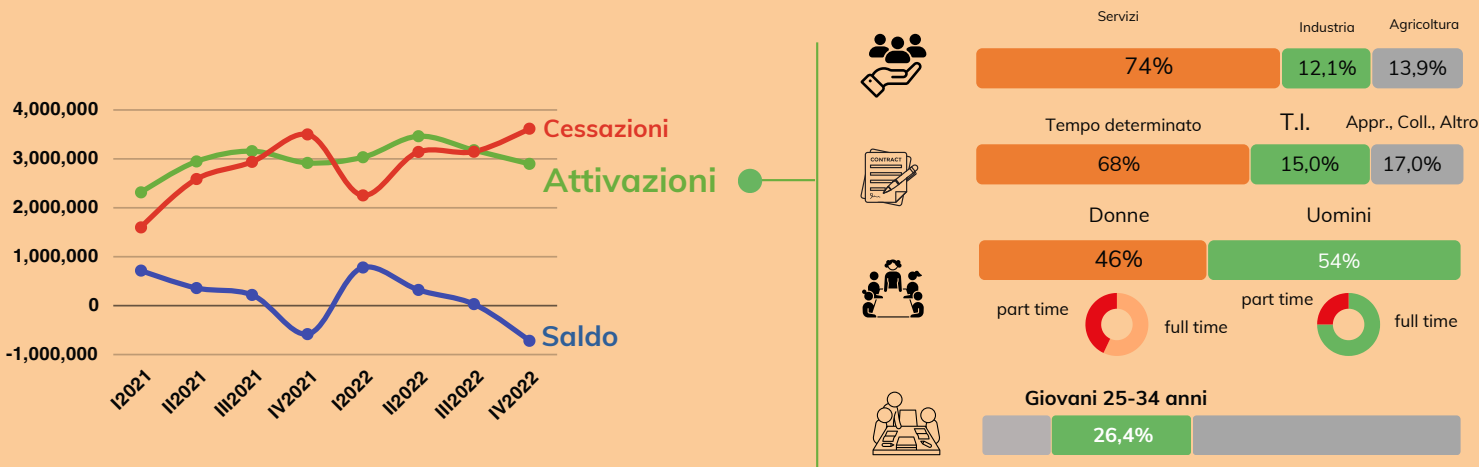 4,000,000
3,000,000
2,000,000
1,000,000
0
-1,000,000
I2021
II2021
III2021
IV2021
I2022
II2022
III2022
IV2022
Cessazioni
Attivazioni
Saldo
Servizi
Industria
Agricoltura
74%
12,1%
13,9%
CONTRACT
Tempo determinato
T.I.
Appr., Coll., Altro
68%
15,0%
17,0%
Donne
Uomini
46%
54%
part time
full time
part time
full time
Giovani 25-34 anni
26,4%